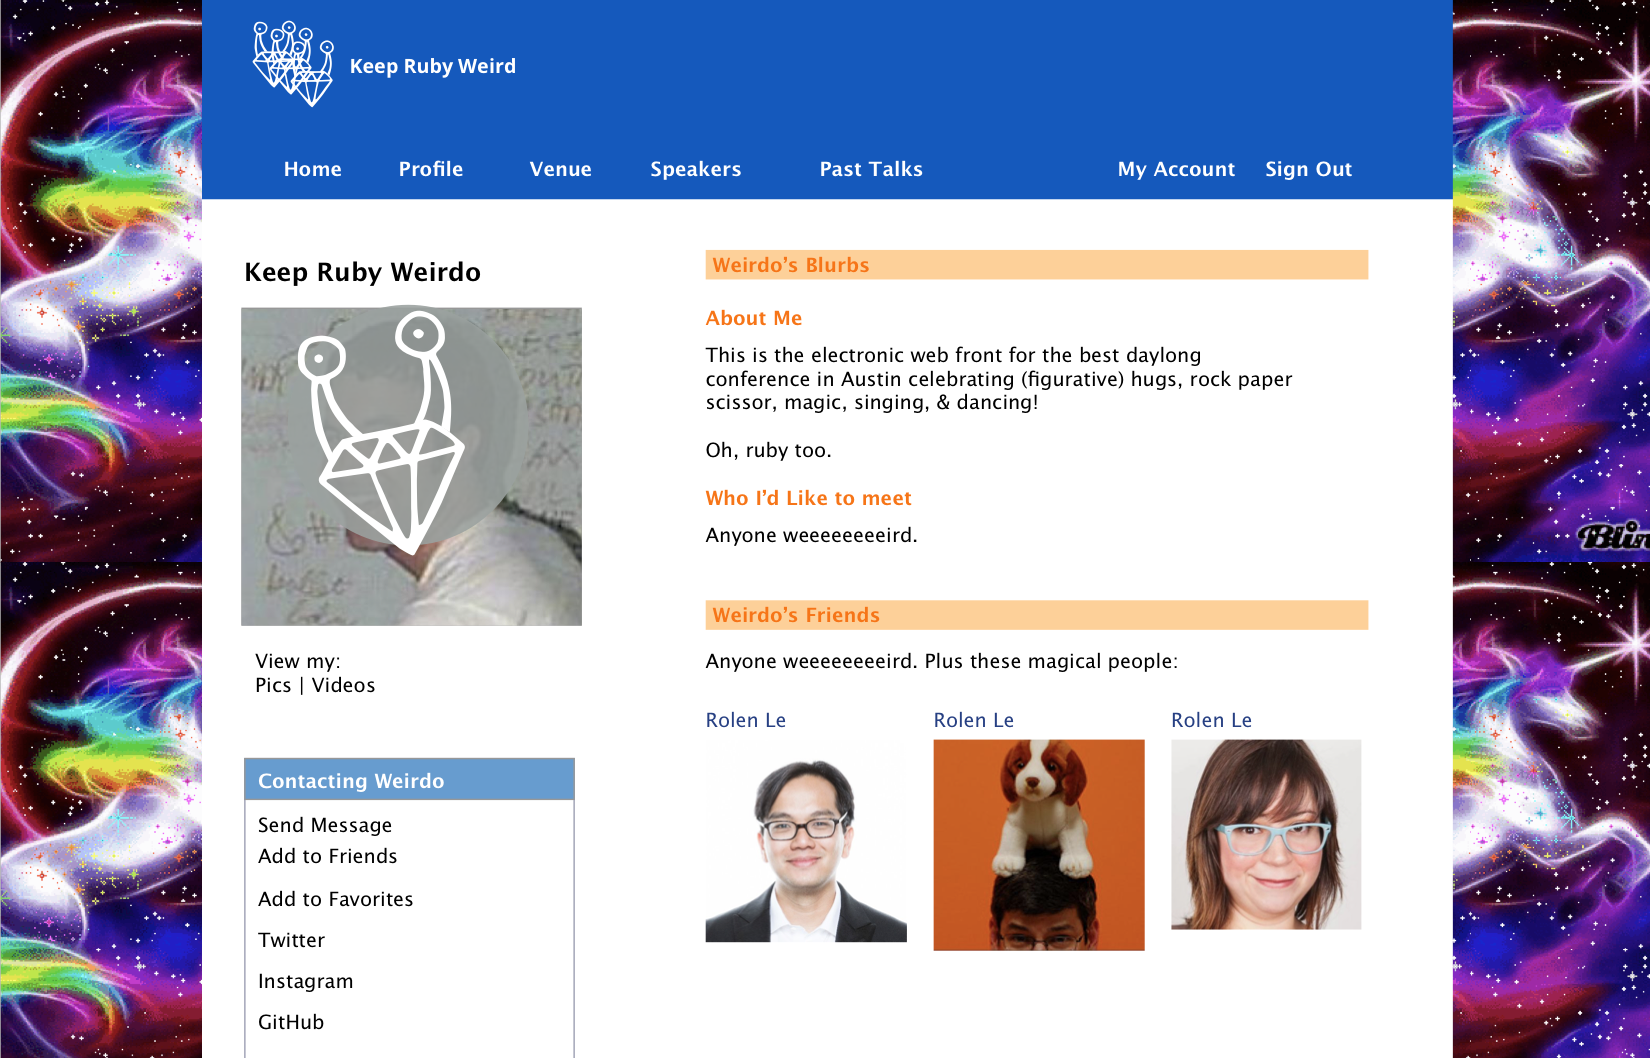 Keep Ruby Weird
Home Profile Venue Speakers Past Talks My Account Sign Out
Keep Ruby Weirdo
View my:
Pics | Videos
Contacting Weirdo
Send Message
Add to Friends
Add to Favorites
Twitter
Instagram
GitHub
Weirdo’s Blurbs
About Me
This is the electronic web front for the best daylong
conference in Austin celebrating (figurative) hugs, rock paper
scissor, magic, singing, & dancing!
Oh, ruby too.
Who I’d Like to meet
Anyone weeeeeeeeird.
Weirdo’s Friends
Anyone weeeeeeeeird. Plus these magical people:
Rolen Le Rolen Le Rolen Le